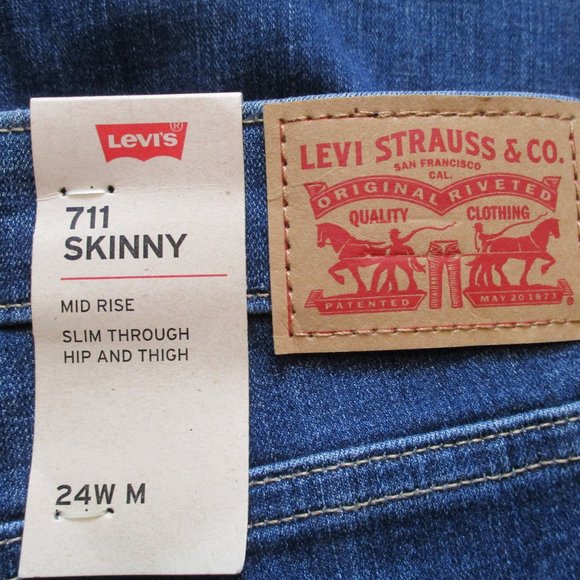 LEVI'S®
711
SKINNY
MID RISE
SLIM THROUGH
HIP AND THIGH
24W M
LEVI STRAUSS & CO.
SAN FRANCISCO
CAL.
ORIGINAL RIVETED
QUALITY CLOTHING
PATENTED MAY 20 1873